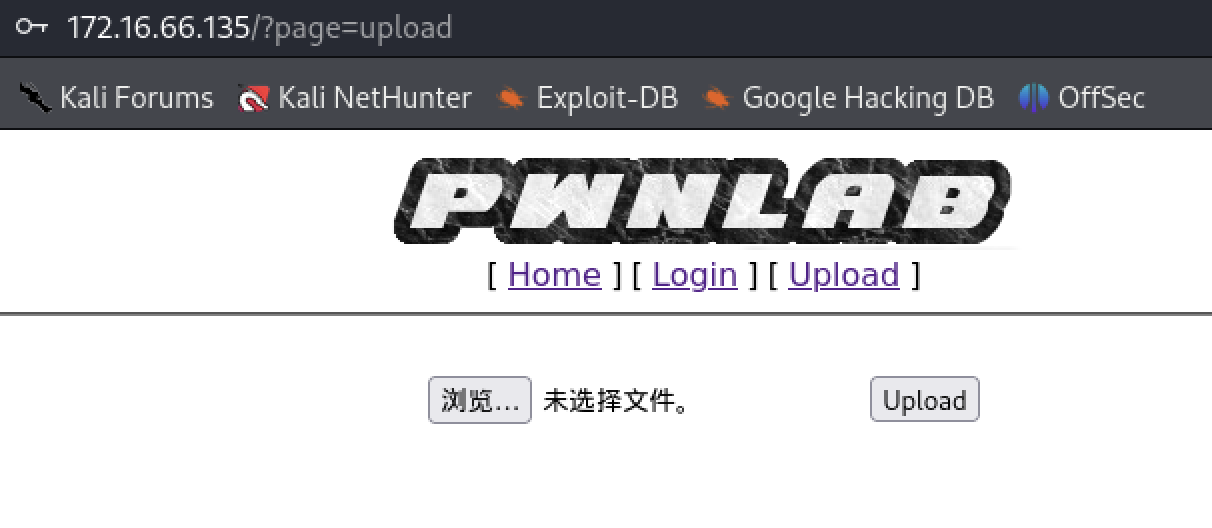 172.16.66.135/?page=upload
Kali Forums Kali NetHunter Exploit-DB Google Hacking DB OffSec
PWNLAB
[ Home ] [ Login ] [ Upload ]
浏览… 未选择文件。 Upload